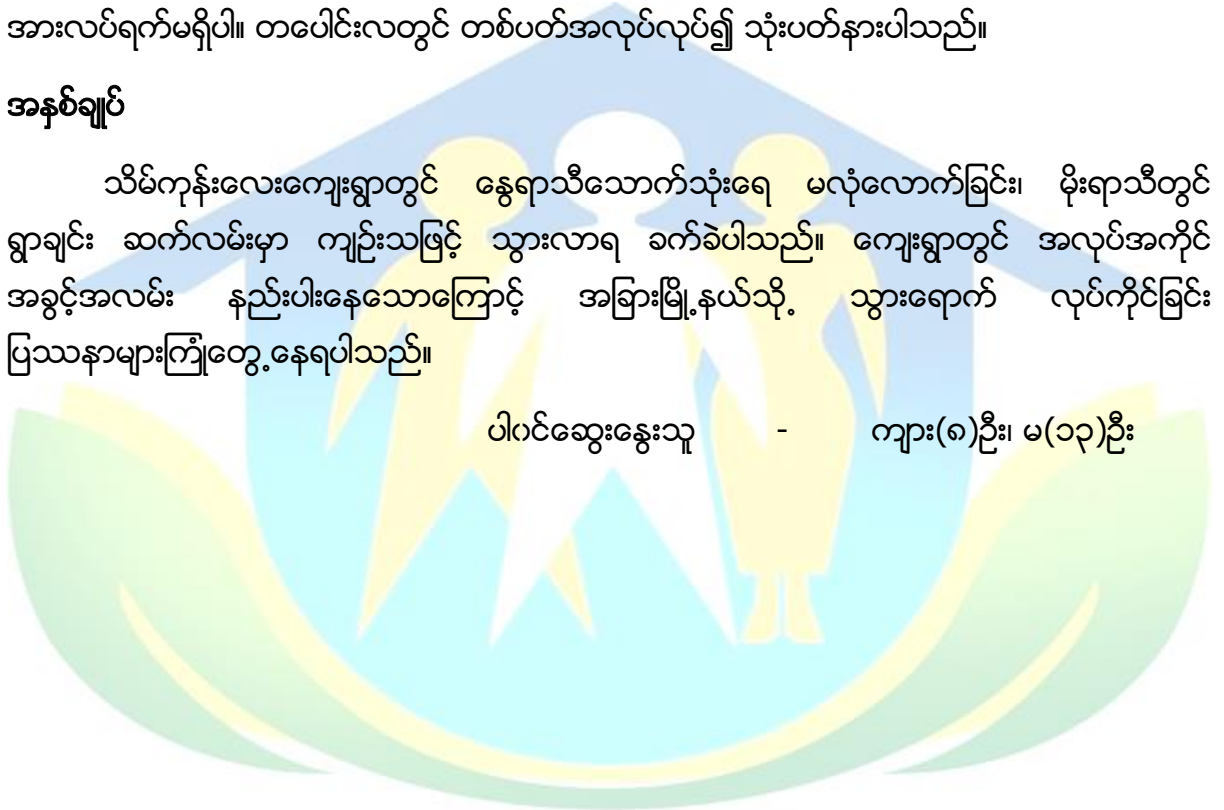 အားလပ်ရက်မရှိပါ။ တပေါင်းလတွင် တစ်ပတ်အလုပ်လုပ်၍ သုံးပတ်နားပါသည်။
အနှစ်ချုပ်
သိမ်ကုန်းလေးကျေးရွာတွင် နွေရာသီသောက်သုံးရေ မလုံလောက်ခြင်း၊ မိုးရာသီတွင်
ရွာချင်း ဆက်လမ်းမှာ ကျဉ်းသဖြင့် သွားလာရ ခက်ခဲပါသည်။ ကျေးရွာတွင် အလုပ်အကိုင်
အခွင့်အလမ်း နည်းပါးနေသောကြောင့် အခြားမြို့နယ်သို့ သွားရောက် လုပ်ကိုင်ခြင်း
ပြဿနာများကြုံတွေ့နေရပါသည်။
ပါဝင်ဆွေးနွေးသူ - ကျား(၈)ဦး၊ မ(၁၃)ဦး